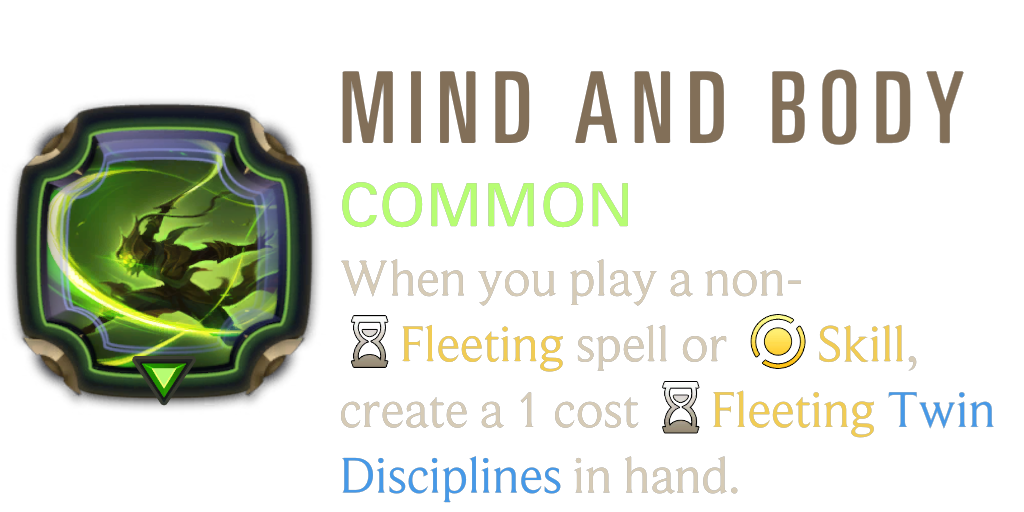 MIND AND BODY
COMMON
When you play a non-
Fleeting spell or Skill,
create a 1 cost Fleeting Twin
Disciplines in hand.